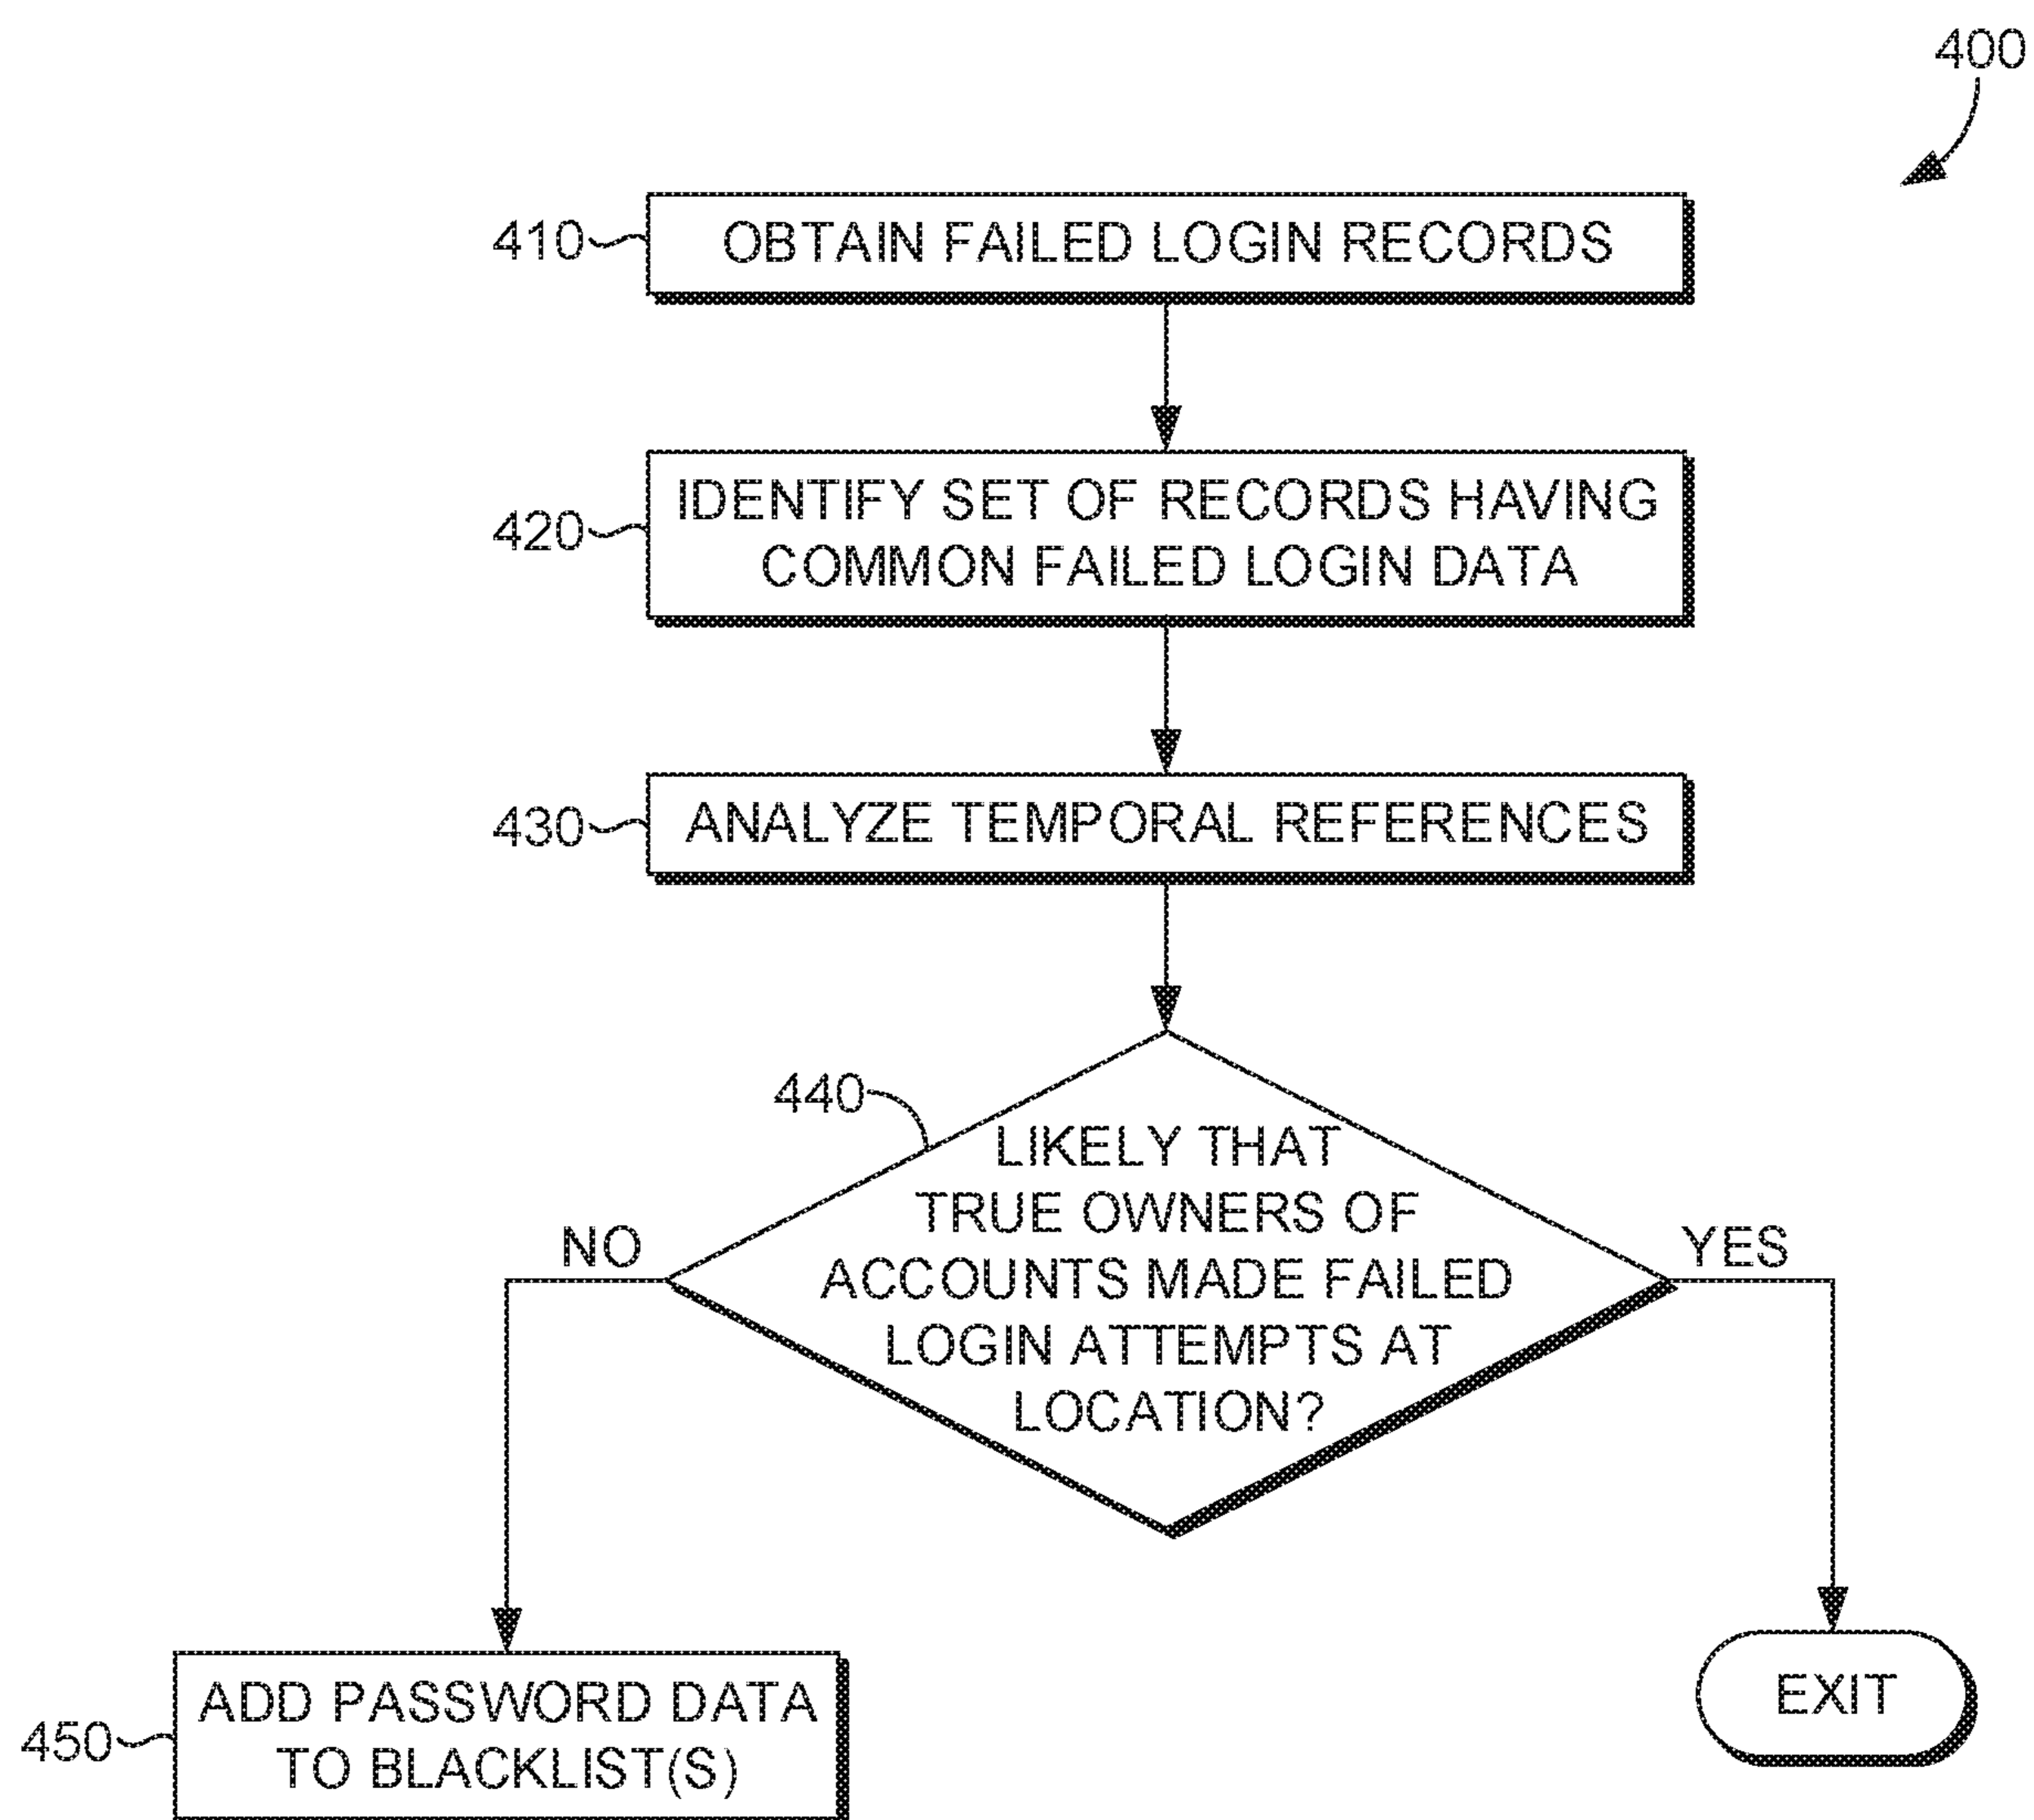 400
410
OBTAIN FAILED LOGIN RECORDS
420
IDENTIFY SET OF RECORDS HAVING
COMMON FAILED LOGIN DATA
430
ANALYZE TEMPORAL REFERENCES
440
LIKELY THAT
TRUE OWNERS OF
ACCOUNTS MADE FAILED
LOGIN ATTEMPTS AT
LOCATION?
NO
YES
450
ADD PASSWORD DATA
TO BLACKLIST(S)
EXIT